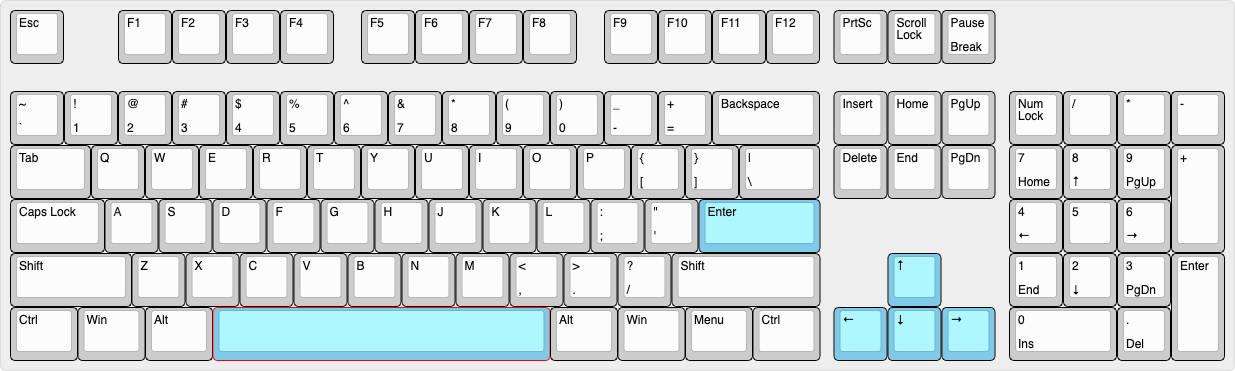 Esc F1 F2 F3 F4 F5 F6 F7 F8 F9 F10 F11 F12 PrtSc Scroll Lock Pause Break
~ ! @ # $ % ^ & * ( ) _ + Backspace Insert Home PgUp Num Lock / * -
` 1 2 3 4 5 6 7 8 9 0 - =
Tab Q W E R T Y U I O P { } | Delete End PgDn 7 8 9 +
[ ] \ Home ↑ PgUp
Caps Lock A S D F G H J K L : " Enter 4 5 6
; ' ← →
Shift Z X C V B N M < > ? Shift ↑ 1 2 3 Enter
, . / End ↓ PgDn
Ctrl Win Alt Alt Win Menu Ctrl ← ↓ → 0 .
Ins Del